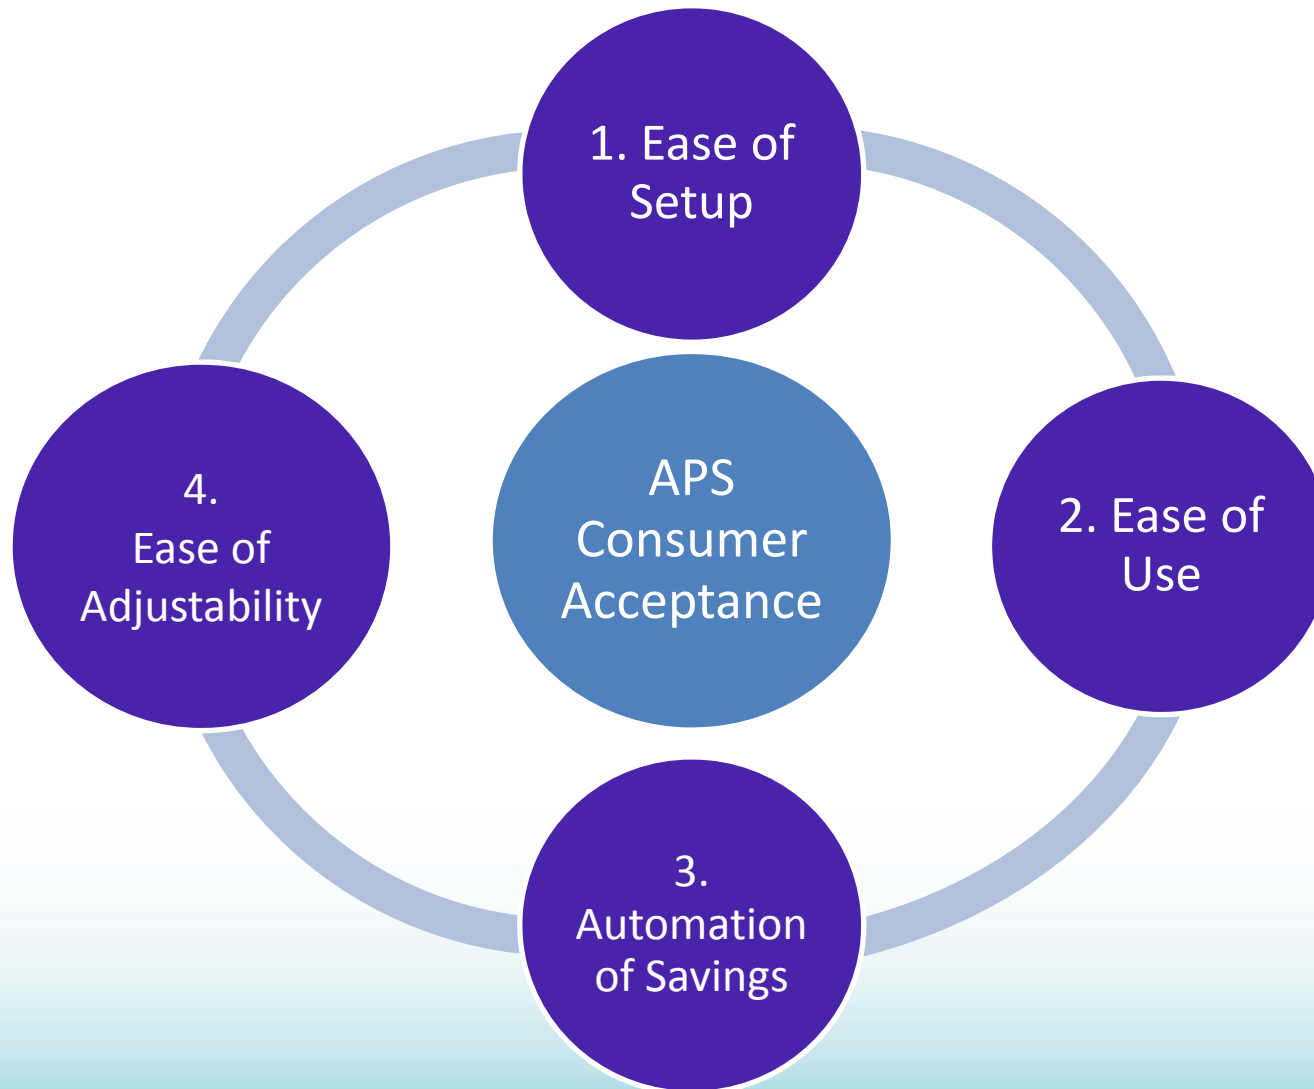 1. Ease of
Setup
2. Ease of
Use
3.
Automation
of Savings
4.
Ease of
Adjustability
APS
Consumer
Acceptance